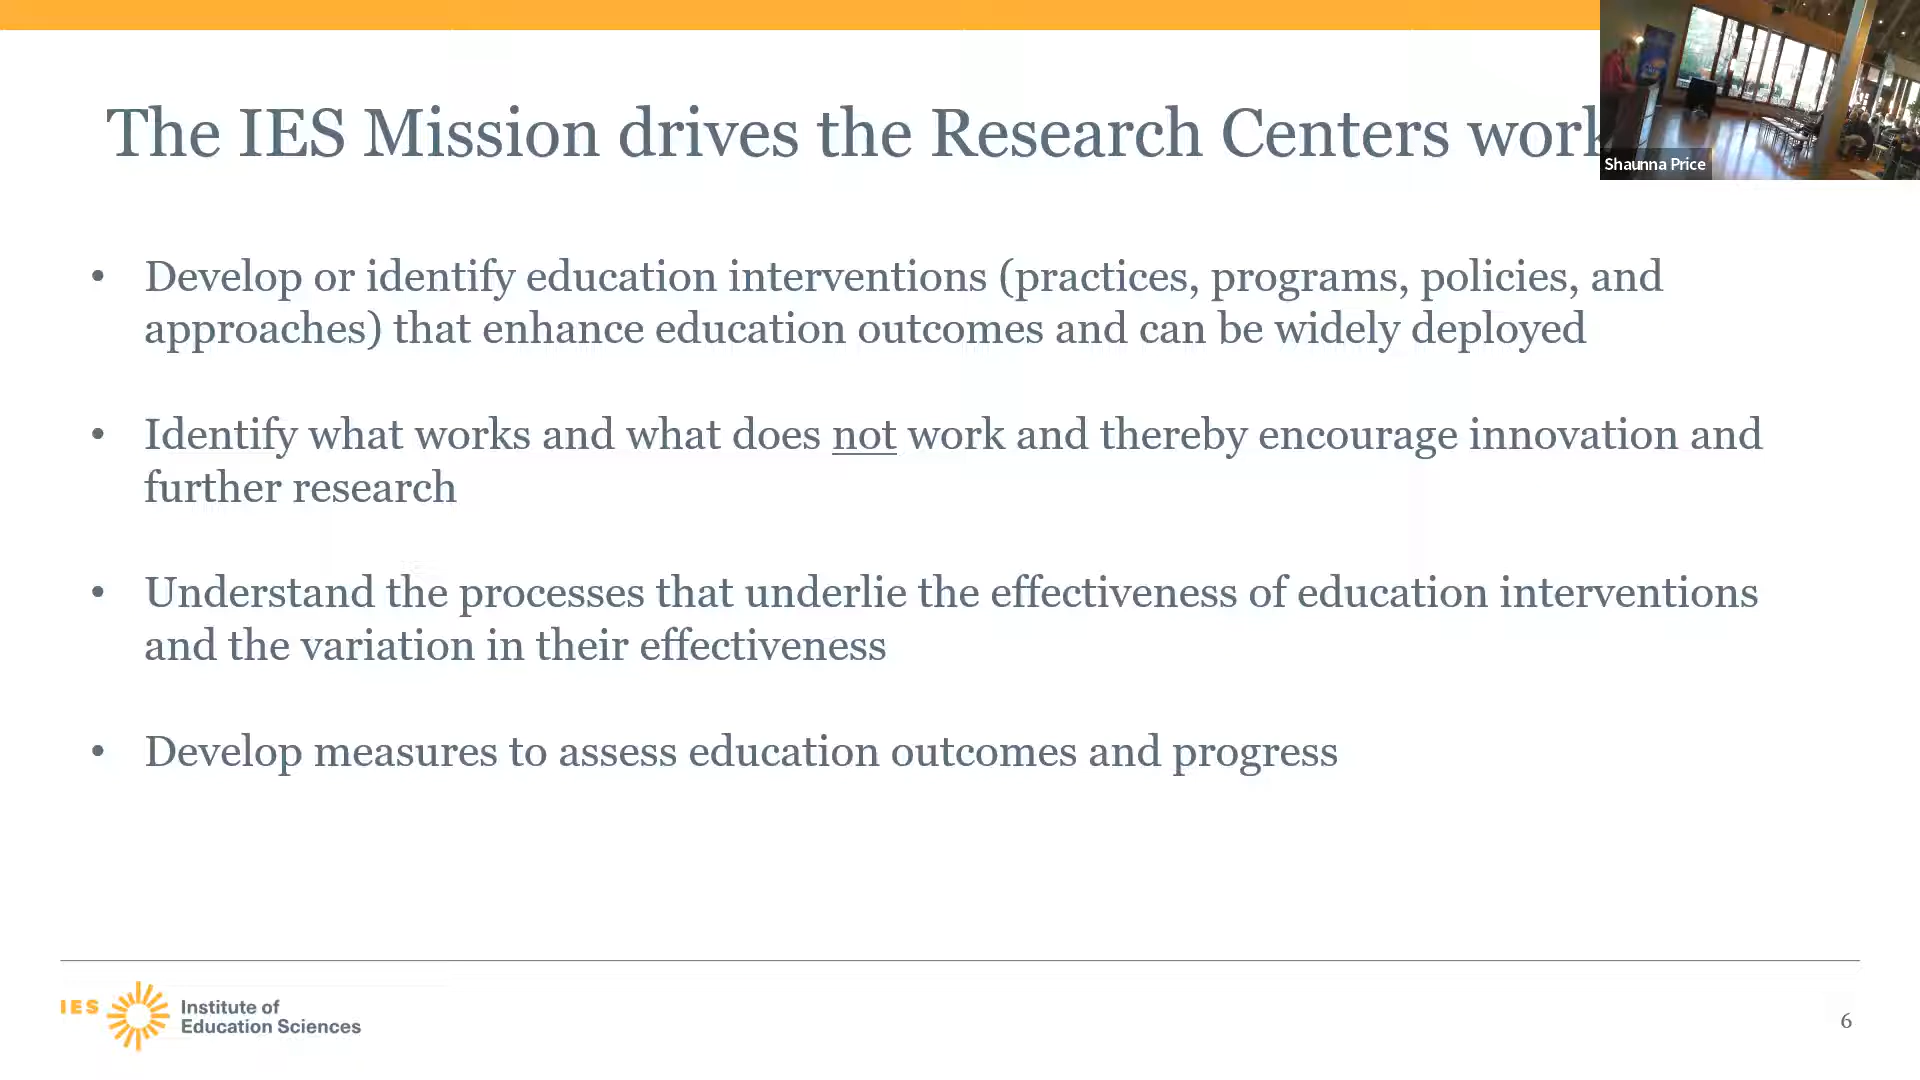 The IES Mission drives the Research Centers work
Shaunna Price
• Develop or identify education interventions (practices, programs, policies, and
approaches) that enhance education outcomes and can be widely deployed
• Identify what works and what does not work and thereby encourage innovation and
further research
• Understand the processes that underlie the effectiveness of education interventions
and the variation in their effectiveness
• Develop measures to assess education outcomes and progress
IES
Institute of
Education Sciences
6